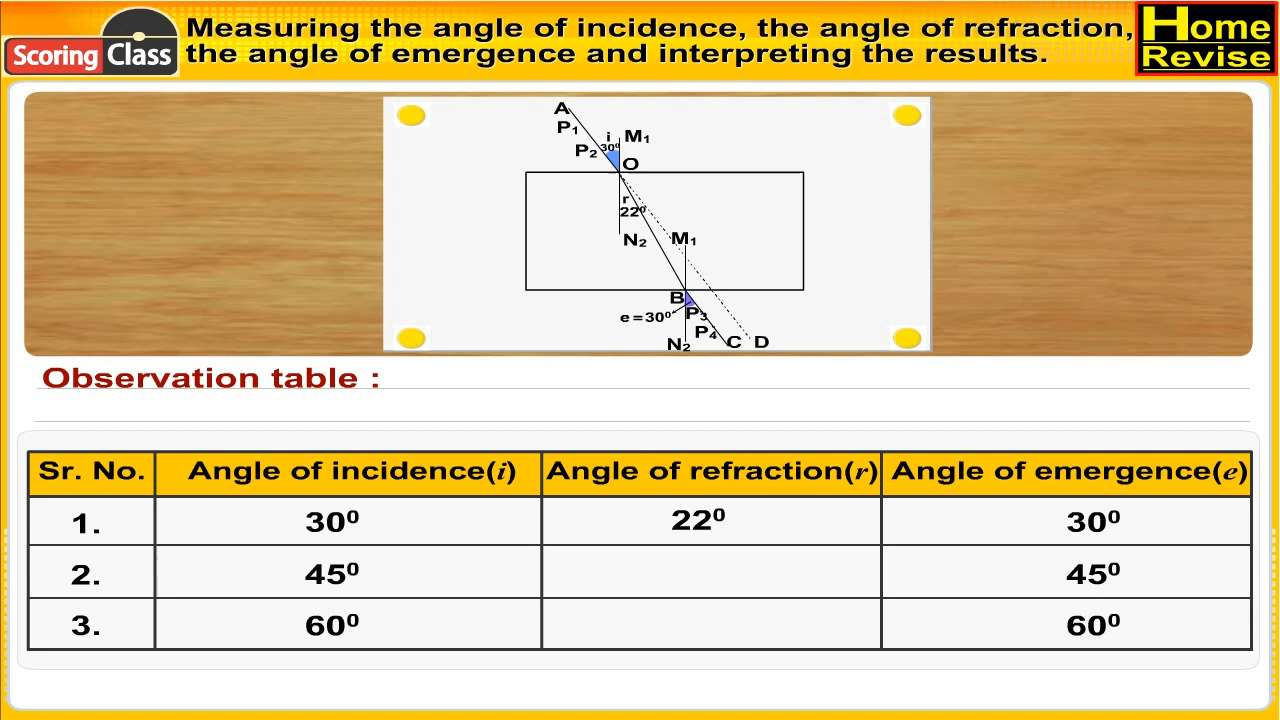 Scoring Class
Measuring the angle of incidence, the angle of refraction,
the angle of emergence and interpreting the results.
Home
Revise
A
P₁
i
M₁
P₂
30⁰
O
r
22⁰
N₂
M₁
B
e=30⁰
P₃
P₄
N₂
C
D
Observation table :
Sr. No. Angle of incidence(i) Angle of refraction(r) Angle of emergence(e)
1. 30⁰ 22⁰ 30⁰
2. 45⁰ 45⁰
3. 60⁰ 60⁰